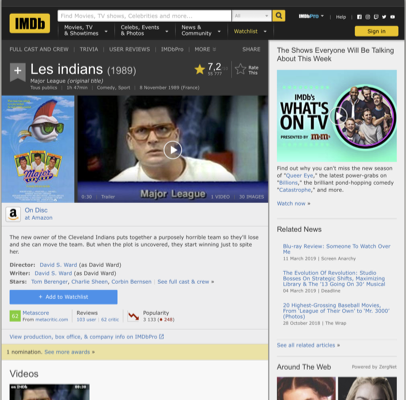 IMDb
Find Movies, TV shows, Celebrities and more...
All
IMDbPro
Help
Movies, TV
& Showtimes
Celebs, Events
& Photos
News &
Community
Watchlist
Sign in
FULL CAST AND CREW | TRIVIA | USER REVIEWS | IMDbPro | MORE
SHARE
Les indians (1989)
Major League (original title)
Tous publics | 1h 47min | Comedy, Sport | 8 November 1989 (France)
7,2
Rate
This
Major League
0:30 | Trailer
Major League
1 VIDEO | 30 IMAGES
On Disc
at Amazon
The new owner of the Cleveland Indians puts together a purposely horrible team so they'll lose
and she can move the team. But when the plot is uncovered, they start winning just to spite
her.
Director: David S. Ward (as David Ward)
Writer: David S. Ward (as David Ward)
Stars: Tom Berenger, Charlie Sheen, Corbin Bernsen | See full cast & crew »
+ Add to Watchlist
62
Metascore
From metacritic.com
Reviews
103 user | 62 critic
Popularity
3 133 ( 248)
View production, box office, & company info on IMDbPro
1 nomination. See more awards »
Videos
The Shows Everyone Will Be Talking
About This Week
IMDb's
WHAT'S
ON TV
PRESENTED BY M&M'S
Find out why you can't miss the new season
of "Queer Eye," the latest power-grabs on
"Billions," the brilliant pond-hopping comedy
"Catastrophe," and more.
Watch now »
Related News
Blu-ray Review: Someone To Watch
Over Me
11 March 2019 | Screen Anarchy
The Evolution Of Revolution: Studio
Bosses On Strategic Shifts, Maximizing
Library & The '13 Going On 30' Musical
04 March 2019 | Deadline
20 Highest-Grossing Baseball Movies,
From 'League of Their Own' to 'Mr. 3000'
(Photos)
28 October 2018 | The Wrap
See all related articles »
Around The Web
Powered by ZergNet